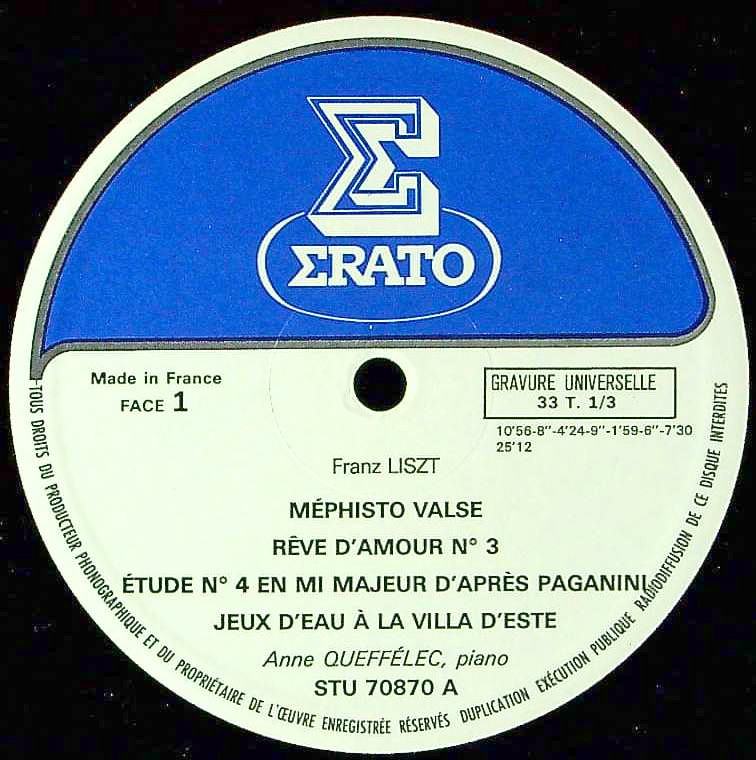 ΣRATO
Made in France
FACE 1
GRAVURE UNIVERSELLE
33 T. 1/3
10'56-8''-4'24-9''-1'59-6''-7'30
25'12
Franz LISZT
MÉPHISTO VALSE
RÊVE D'AMOUR N° 3
ÉTUDE N° 4 EN MI MAJEUR D'APRÈS PAGANINI
JEUX D'EAU À LA VILLA D'ESTE
Anne QUEFFÉLEC, piano
STU 70870 A
-TOUS DROITS DU PRODUCTEUR PHONOGRAPHIQUE ET DU PROPRIÉTAIRE DE L'ŒUVRE ENREGISTRÉE RÉSERVÉS DUPLICATION EXÉCUTION PUBLIQUE RADIODIFFUSION DE CE DISQUE INTERDITES